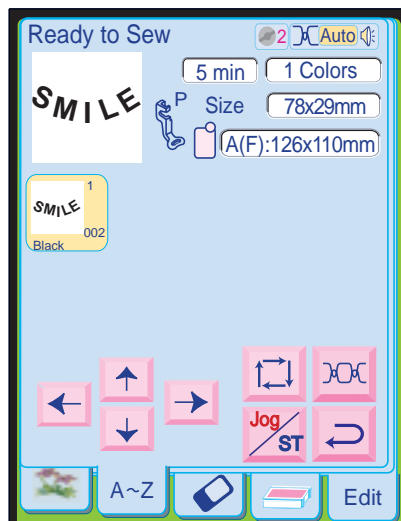 Ready to Sew
2 Auto
5 min 1 Colors
SMILE
P Size 78x29mm
A(F):126x110mm
1
SMILE
002
Black
Jog/ST
A~Z Edit